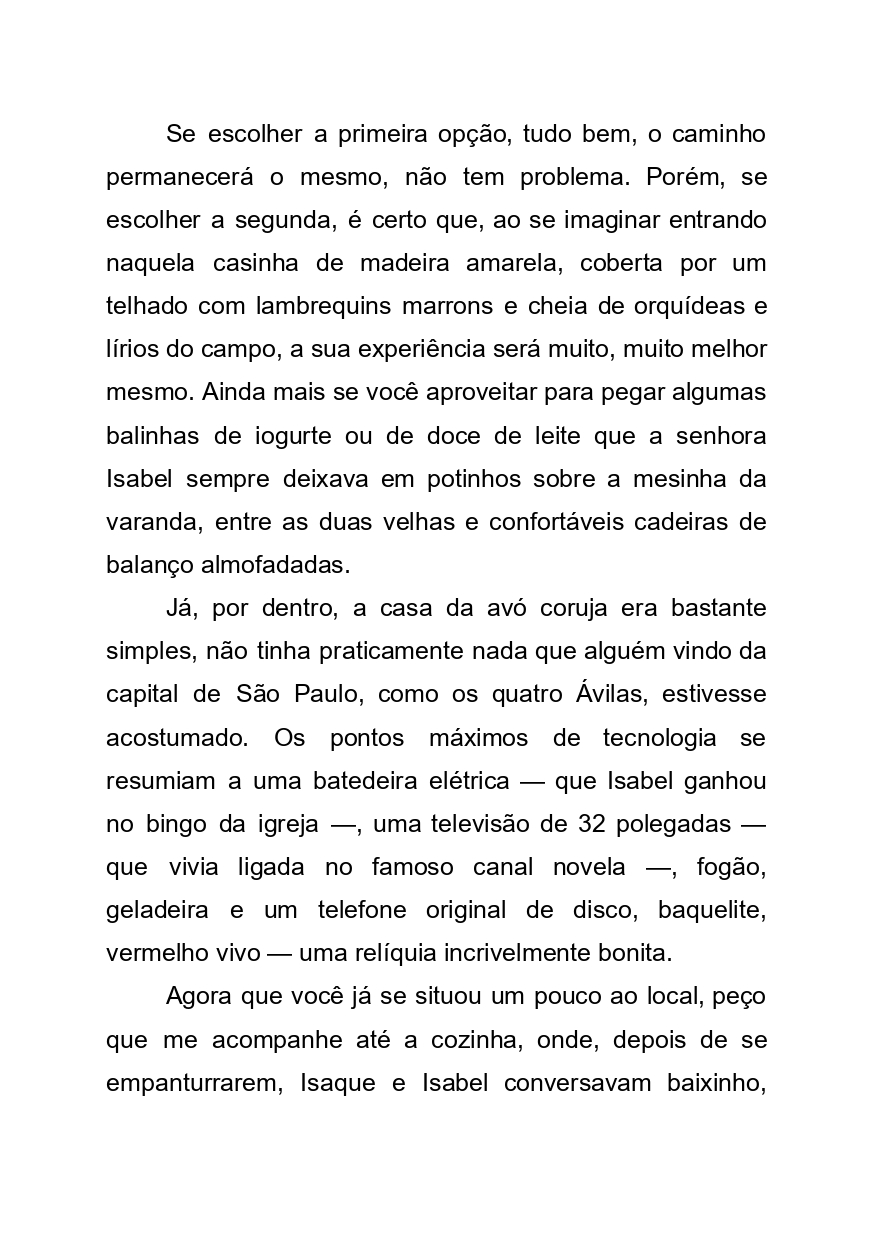 Se escolher a primeira opção, tudo bem, o caminho
permanecerá o mesmo, não tem problema. Porém, se
escolher a segunda, é certo que, ao se imaginar entrando
naquela casinha de madeira amarela, coberta por um
telhado com lambrequins marrons e cheia de orquídeas e
lírios do campo, a sua experiência será muito, muito melhor
mesmo. Ainda mais se você aproveitar para pegar algumas
balinhas de iogurte ou de doce de leite que a senhora
Isabel sempre deixava em potinhos sobre a mesinha da
varanda, entre as duas velhas e confortáveis cadeiras de
balanço almofadadas.
Já, por dentro, a casa da avó coruja era bastante
simples, não tinha praticamente nada que alguém vindo da
capital de São Paulo, como os quatro Ávilas, estivesse
acostumado. Os pontos máximos de tecnologia se
resumiam a uma batedeira elétrica — que Isabel ganhou
no bingo da igreja —, uma televisão de 32 polegadas —
que vivia ligada no famoso canal novela —, fogão,
geladeira e um telefone original de disco, baquelite,
vermelho vivo — uma relíquia incrivelmente bonita.
Agora que você já se situou um pouco ao local, peço
que me acompanhe até a cozinha, onde, depois de se
empanturrarem, Isaque e Isabel conversavam baixinho,